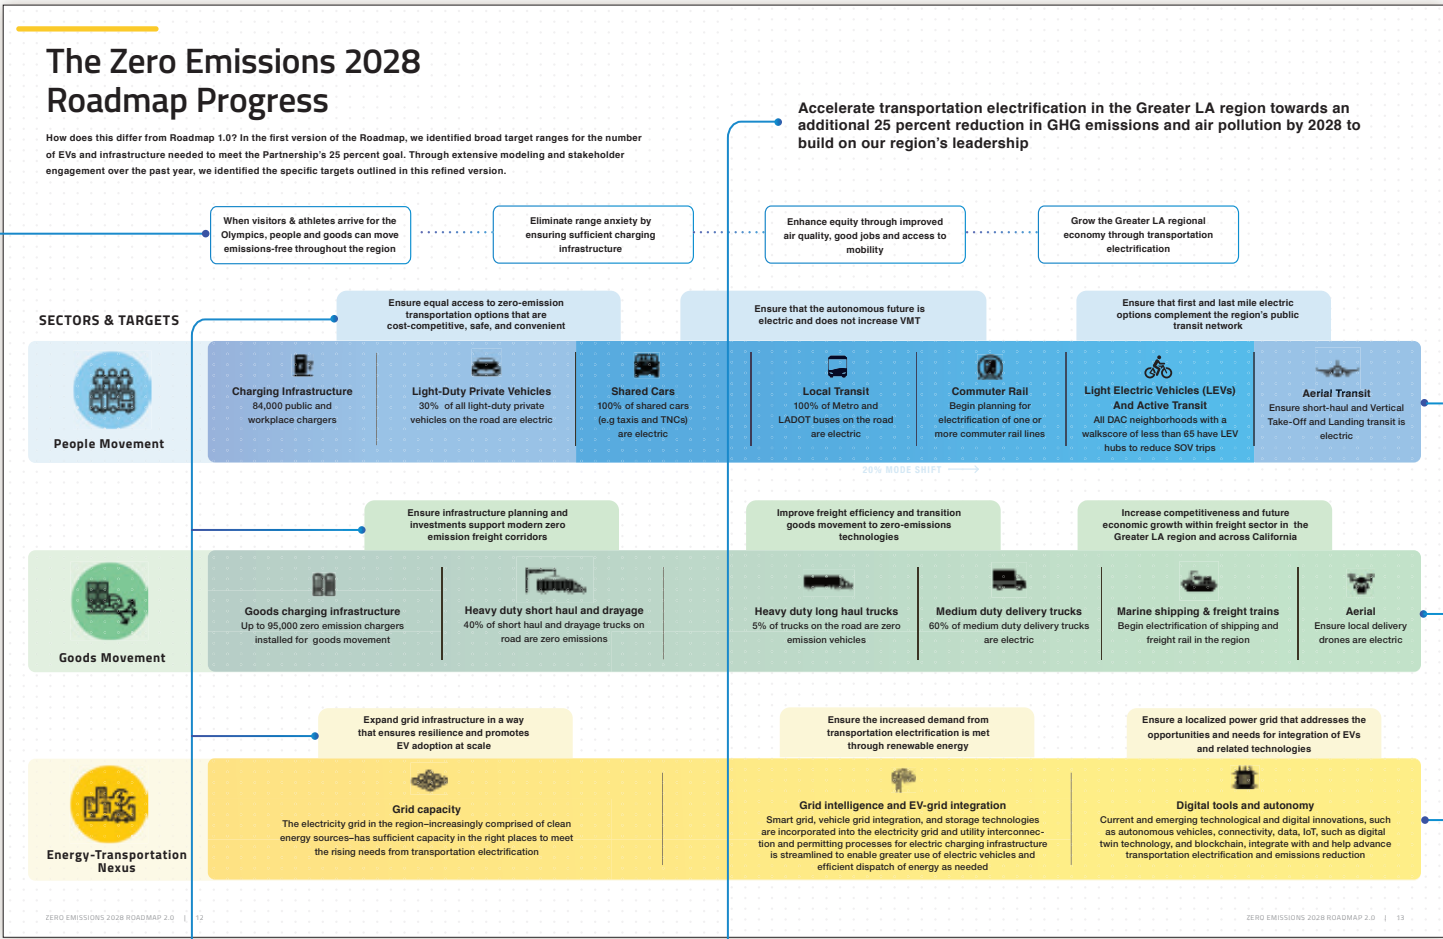 The Zero Emissions 2028
Roadmap Progress
How does this differ from Roadmap 1.0? In the first version of the Roadmap, we identified broad target ranges for the number
of EVs and infrastructure needed to meet the Partnership's 25 percent goal. Through extensive modeling and stakeholder
engagement over the past year, we identified the specific targets outlined in this refined version.
Accelerate transportation electrification in the Greater LA region towards an
additional 25 percent reduction in GHG emissions and air pollution by 2028 to
build on our region's leadership
When visitors & athletes arrive for the
Olympics, people and goods can move
emissions-free throughout the region
Eliminate range anxiety by
ensuring sufficient charging
infrastructure
Enhance equity through improved
air quality, good jobs and access to
mobility
Grow the Greater LA regional
economy through transportation
electrification
SECTORS & TARGETS
Ensure equal access to zero-emission
transportation options that are
cost-competitive, safe, and convenient
Ensure that the autonomous future is
electric and does not increase VMT
Ensure that first and last mile electric
options complement the region's public
transit network
People Movement
Charging Infrastructure
84,000 public and
workplace chargers
Light-Duty Private Vehicles
30% of all light-duty private
vehicles on the road are electric
Shared Cars
100% of shared cars
(e.g taxis and TNCs)
are electric
Local Transit
100% of Metro and
LADOT buses on the road
are electric
Commuter Rail
Begin planning for
electrification of one or
more commuter rail lines
Light Electric Vehicles (LEVs)
And Active Transit
All DAC neighborhoods with a
walkscore of less than 65 have LEV
hubs to reduce SOV trips
Aerial Transit
Ensure short-haul and Vertical
Take-Off and Landing transit is
electric
20% MODE SHIFT
Ensure infrastructure planning and
investments support modern zero
emission freight corridors
Improve freight efficiency and transition
goods movement to zero-emissions
technologies
Increase competitiveness and future
economic growth within freight sector in the
Greater LA region and across California
Goods Movement
Goods charging infrastructure
Up to 95,000 zero emission chargers
installed for goods movement
Heavy duty short haul and drayage
40% of short haul and drayage trucks on
road are zero emissions
Heavy duty long haul trucks
5% of trucks on the road are zero
emission vehicles
Medium duty delivery trucks
60% of medium duty delivery trucks
are electric
Marine shipping & freight trains
Begin electrification of shipping and
freight rail in the region
Aerial
Ensure local delivery
drones are electric
Expand grid infrastructure in a way
that ensures resilience and promotes
EV adoption at scale
Ensure the increased demand from
transportation electrification is met
through renewable energy
Ensure a localized power grid that addresses the
opportunities and needs for integration of EVs
and related technologies
Energy-Transportation
Nexus
Grid capacity
The electricity grid in the region–increasingly comprised of clean
energy sources–has sufficient capacity in the right places to meet
the rising needs from transportation electrification
Grid intelligence and EV-grid integration
Smart grid, vehicle grid integration, and storage technologies
are incorporated into the electricity grid and utility interconnec-
tion and permitting processes for electric charging infrastructure
is streamlined to enable greater use of electric vehicles and
efficient dispatch of energy as needed
Digital tools and autonomy
Current and emerging technological and digital innovations, such
as autonomous vehicles, connectivity, data, IoT, such as digital
twin technology, and blockchain, integrate with and help advance
transportation electrification and emissions reduction
ZERO EMISSIONS 2028 ROADMAP 2.0 | 12
ZERO EMISSIONS 2028 ROADMAP 2.0 | 13